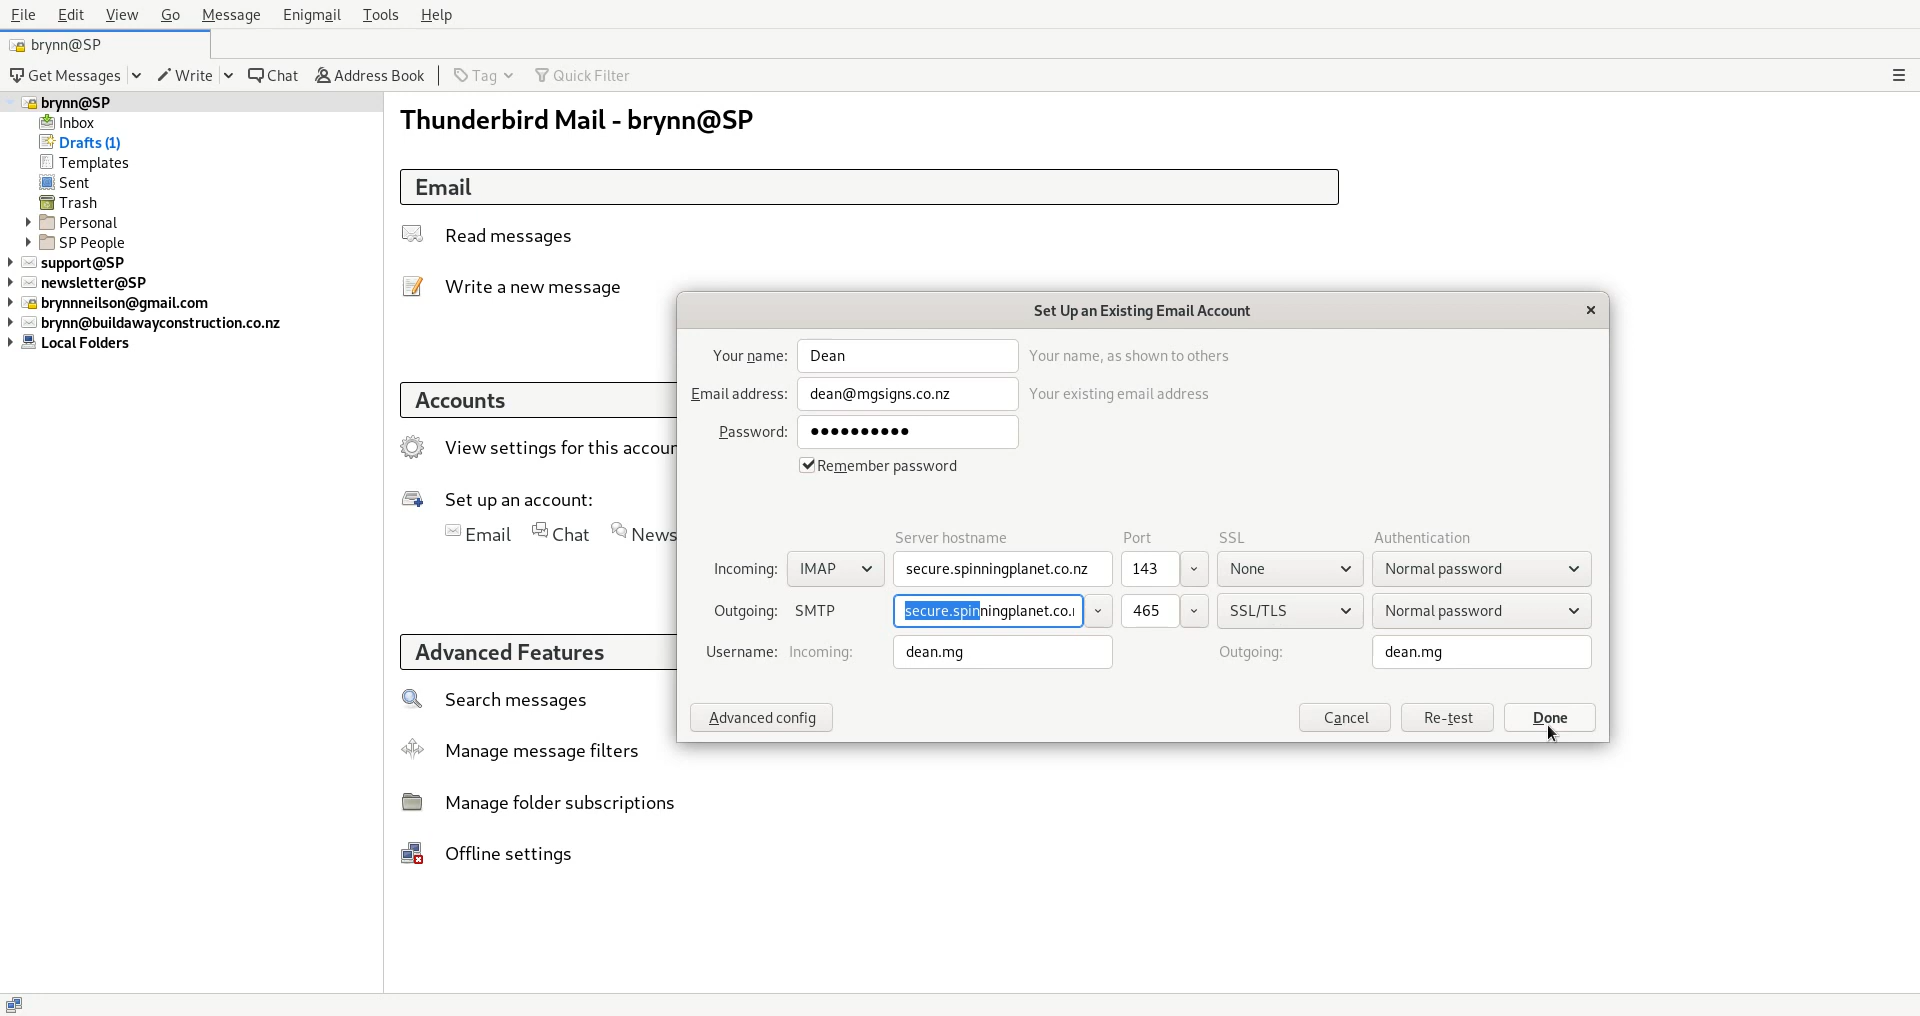 File Edit View Go Message Enigmail Tools Help
brynn@SP
Get Messages Write Chat Address Book Tag Quick Filter
brynn@SP
Inbox
Drafts (1)
Templates
Sent
Trash
Personal
SP People
support@SP
newsletter@SP
brynnneilson@gmail.com
brynn@buildawayconstruction.co.nz
Local Folders
Thunderbird Mail - brynn@SP
Email
Read messages
Write a new message
Accounts
View settings for this accour
Set up an account:
Email Chat News
Advanced Features
Search messages
Manage message filters
Manage folder subscriptions
Offline settings
Set Up an Existing Email Account
Your name: Dean Your name, as shown to others
Email address: dean@mgsigns.co.nz Your existing email address
Password: ●●●●●●●●●●
Remember password
Server hostname Port SSL Authentication
Incoming: IMAP secure.spinningplanet.co.nz 143 None Normal password
Outgoing: SMTP secure.spinningplanet.co.ı 465 SSL/TLS Normal password
Username: Incoming: dean.mg Outgoing: dean.mg
Advanced config Cancel Re-test Done